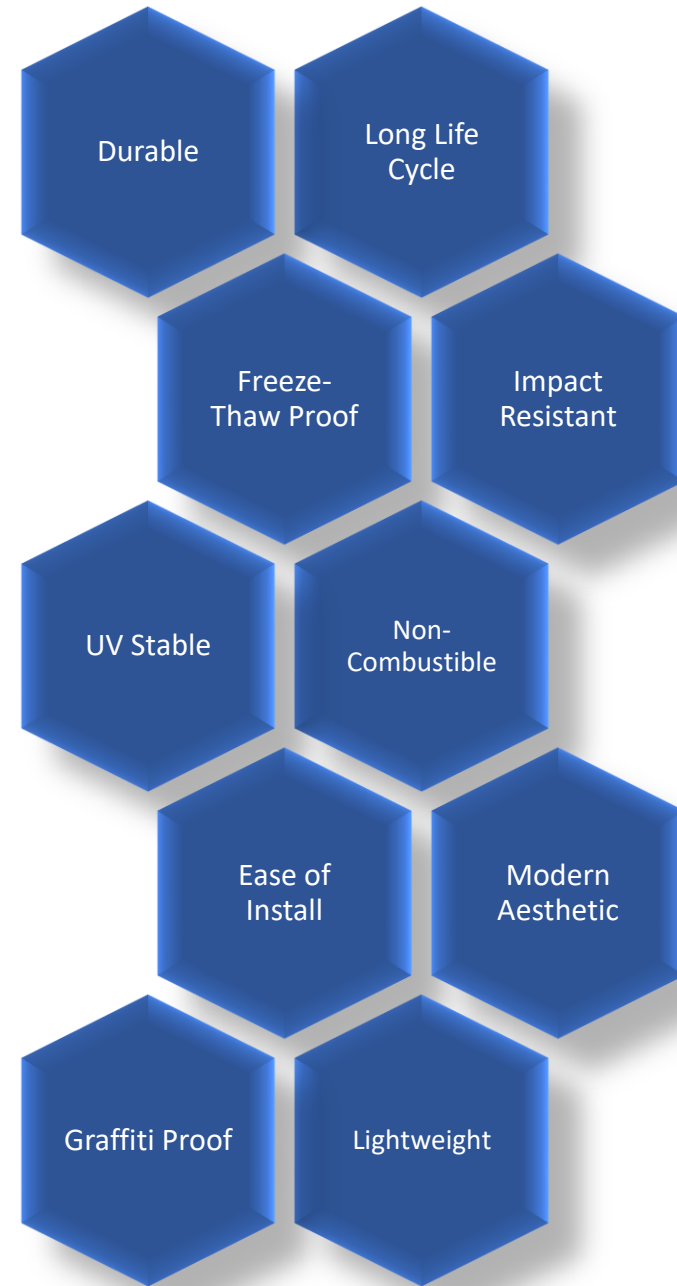 Durable
Long Life
Cycle
Freeze-
Thaw Proof
Impact
Resistant
UV Stable
Non-
Combustible
Ease of
Install
Modern
Aesthetic
Graffiti Proof
Lightweight